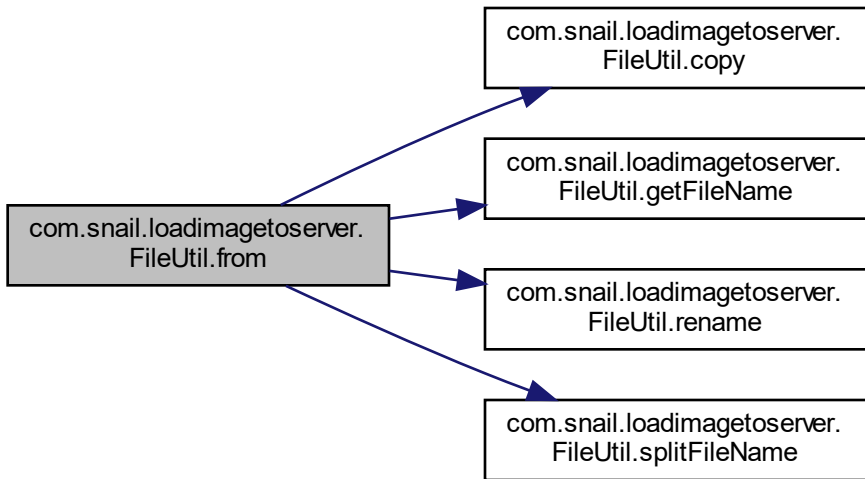 com.snail.loadimagetoserver.
FileUtil.from
com.snail.loadimagetoserver.
FileUtil.copy
com.snail.loadimagetoserver.
FileUtil.getFileName
com.snail.loadimagetoserver.
FileUtil.rename
com.snail.loadimagetoserver.
FileUtil.splitFileName